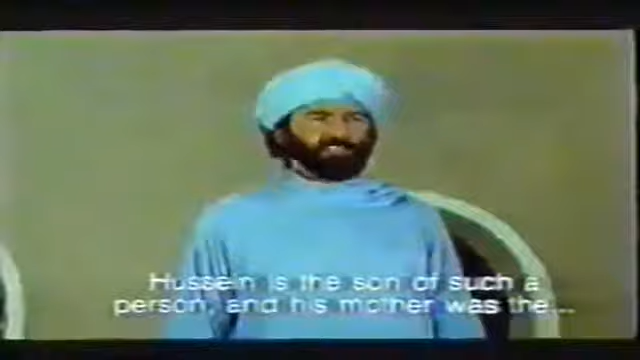 Hussein is the son of such a
person, and his mother was the...